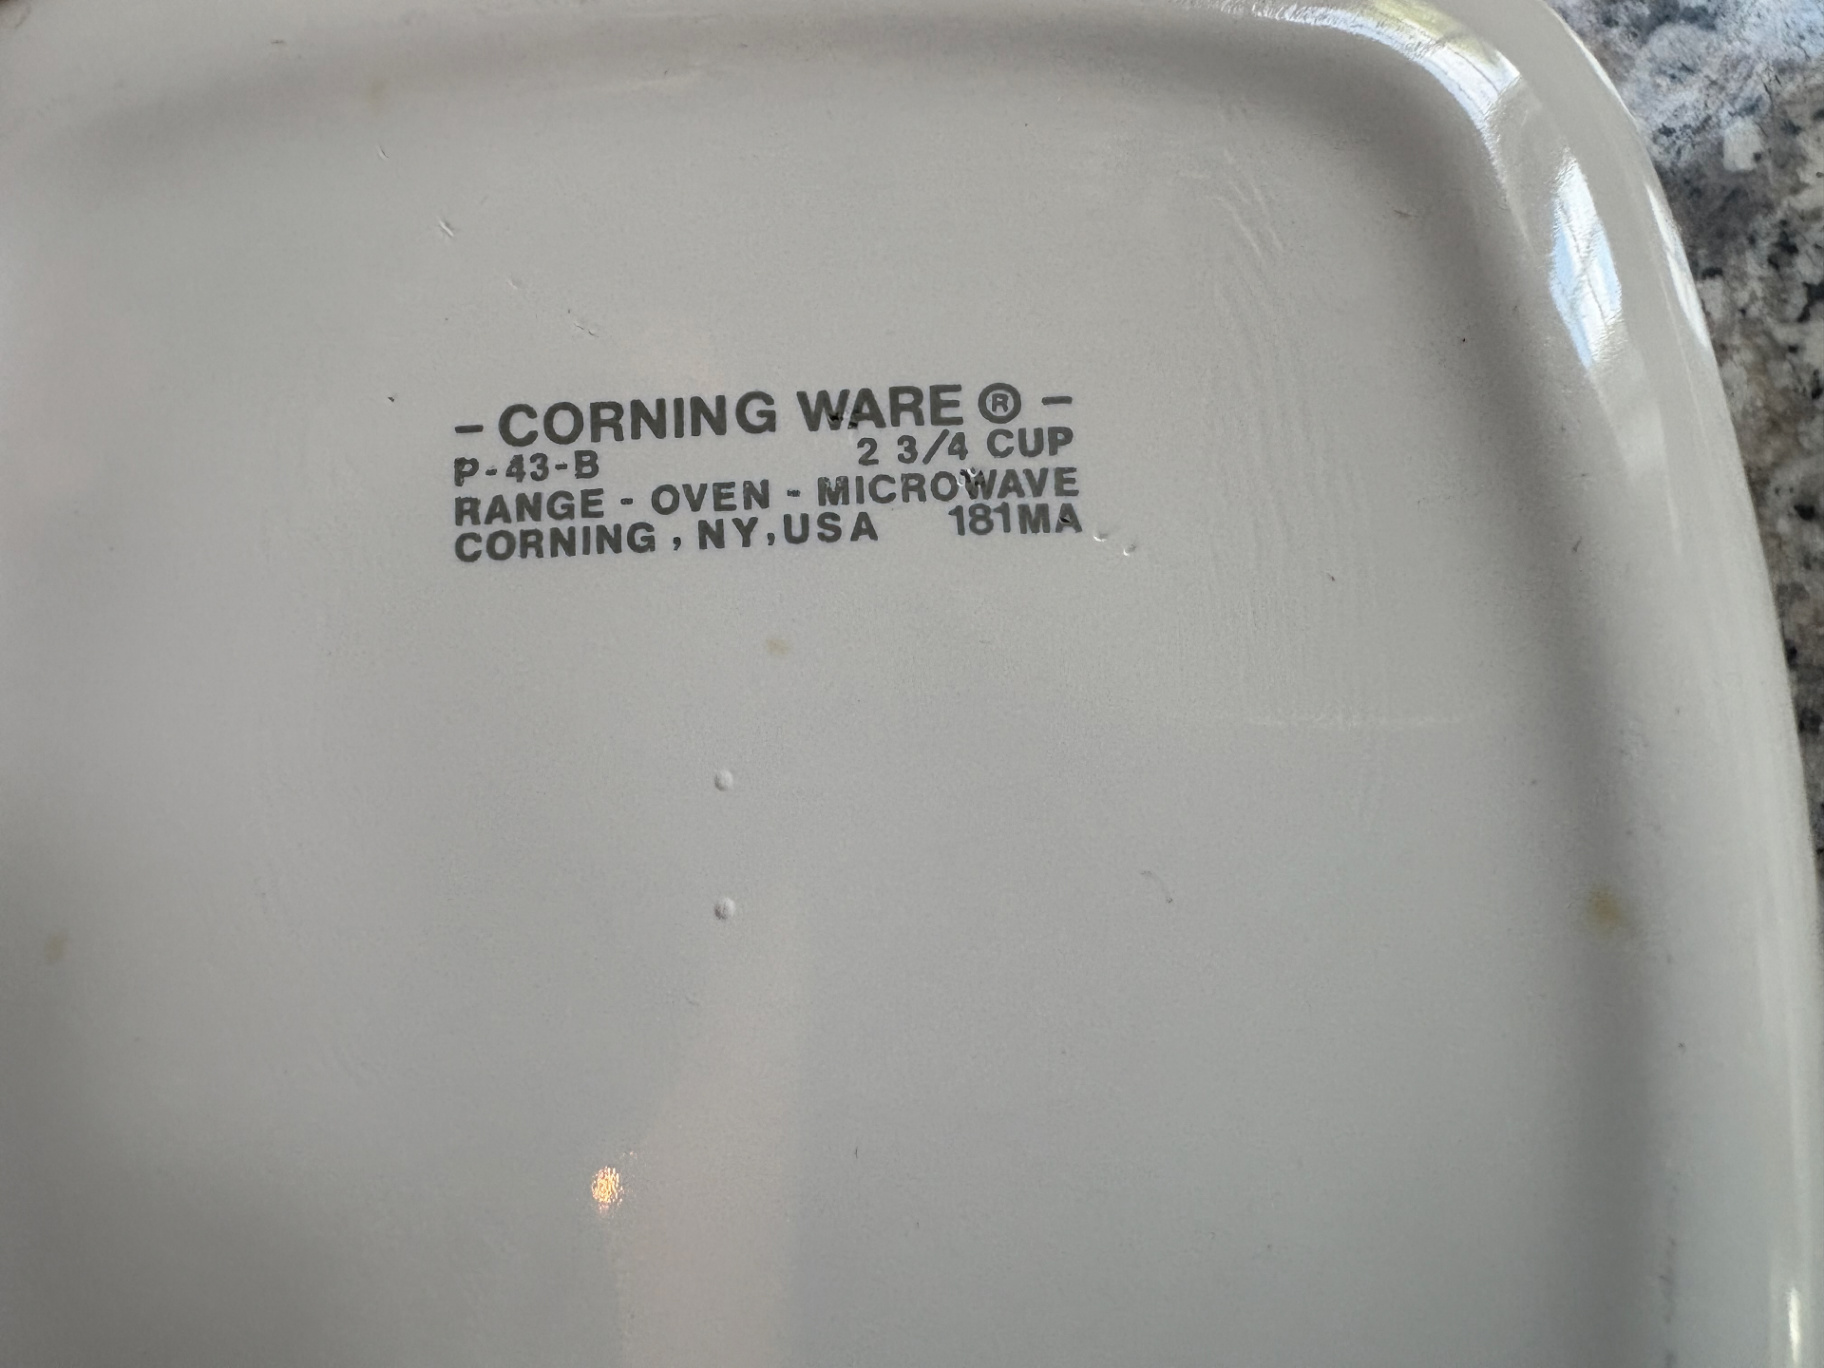 - CORNING WARE ® -
P-43-B 2 3/4 CUP
RANGE - OVEN - MICROWAVE
CORNING , NY, USA 181MA